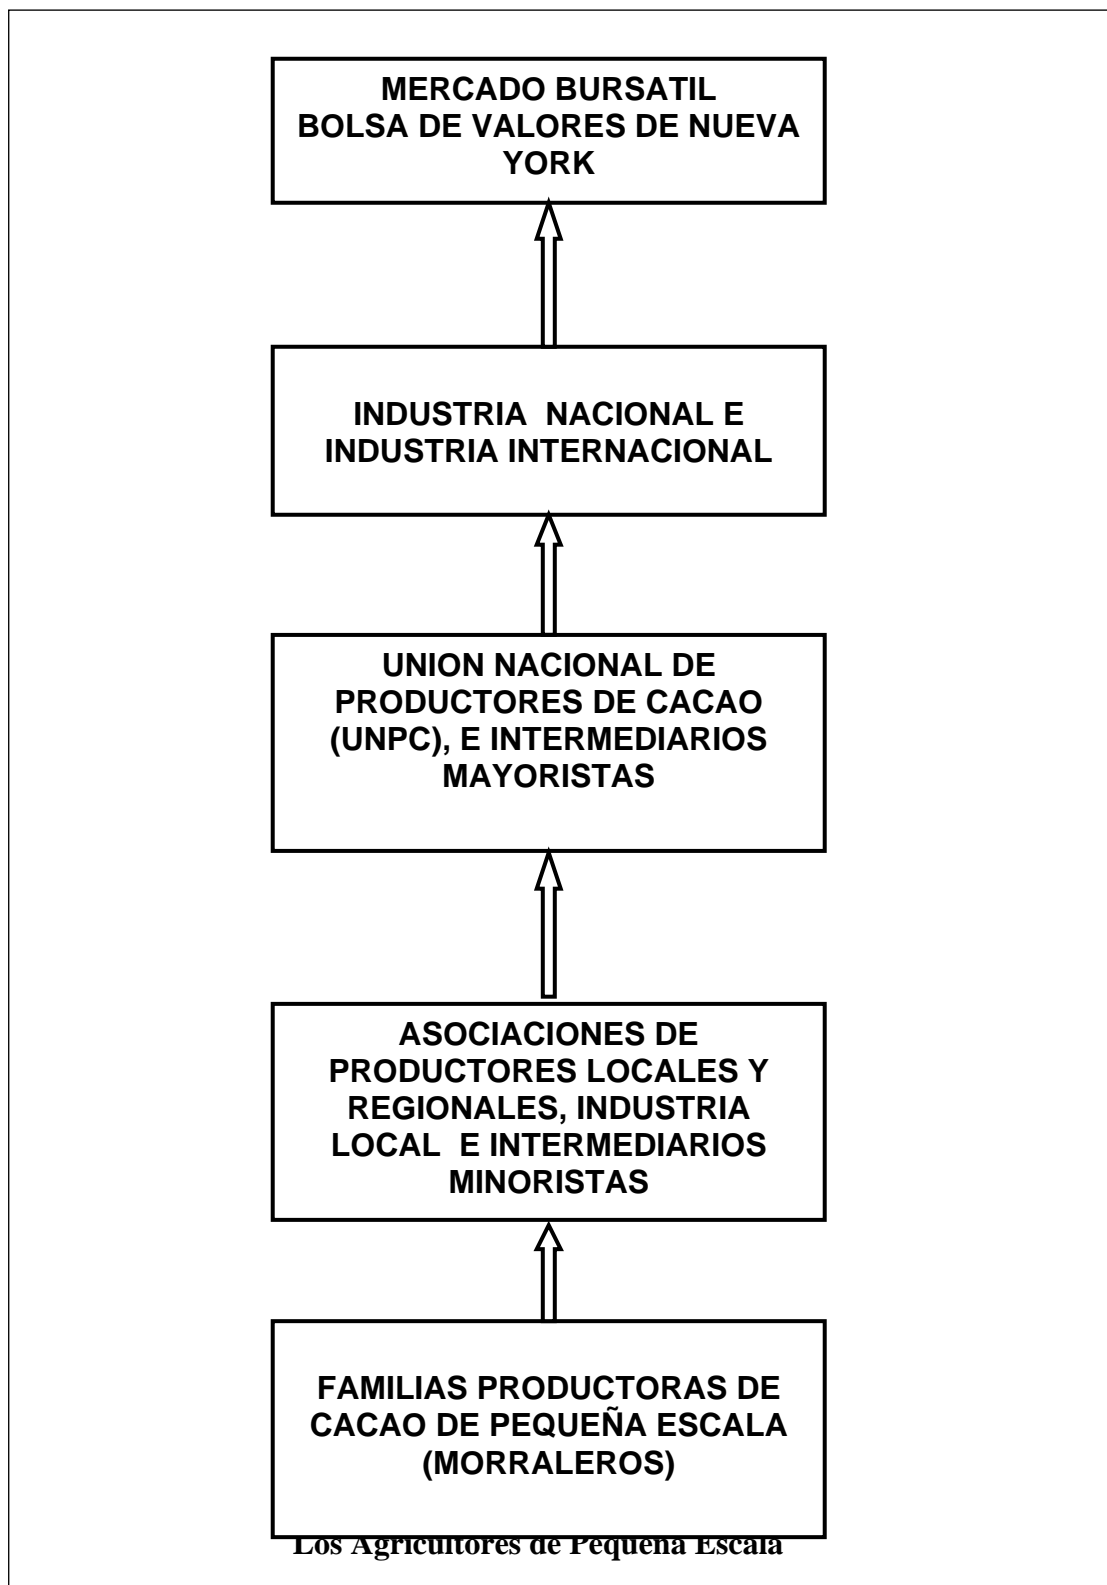 MERCADO BURSATIL
BOLSA DE VALORES DE NUEVA
YORK
INDUSTRIA NACIONAL E
INDUSTRIA INTERNACIONAL
UNION NACIONAL DE
PRODUCTORES DE CACAO
(UNPC), E INTERMEDIARIOS
MAYORISTAS
ASOCIACIONES DE
PRODUCTORES LOCALES Y
REGIONALES, INDUSTRIA
LOCAL E INTERMEDIARIOS
MINORISTAS
FAMILIAS PRODUCTORAS DE
CACAO DE PEQUEÑA ESCALA
(MORRALEROS)
Los Agricultores de Pequeña Escala